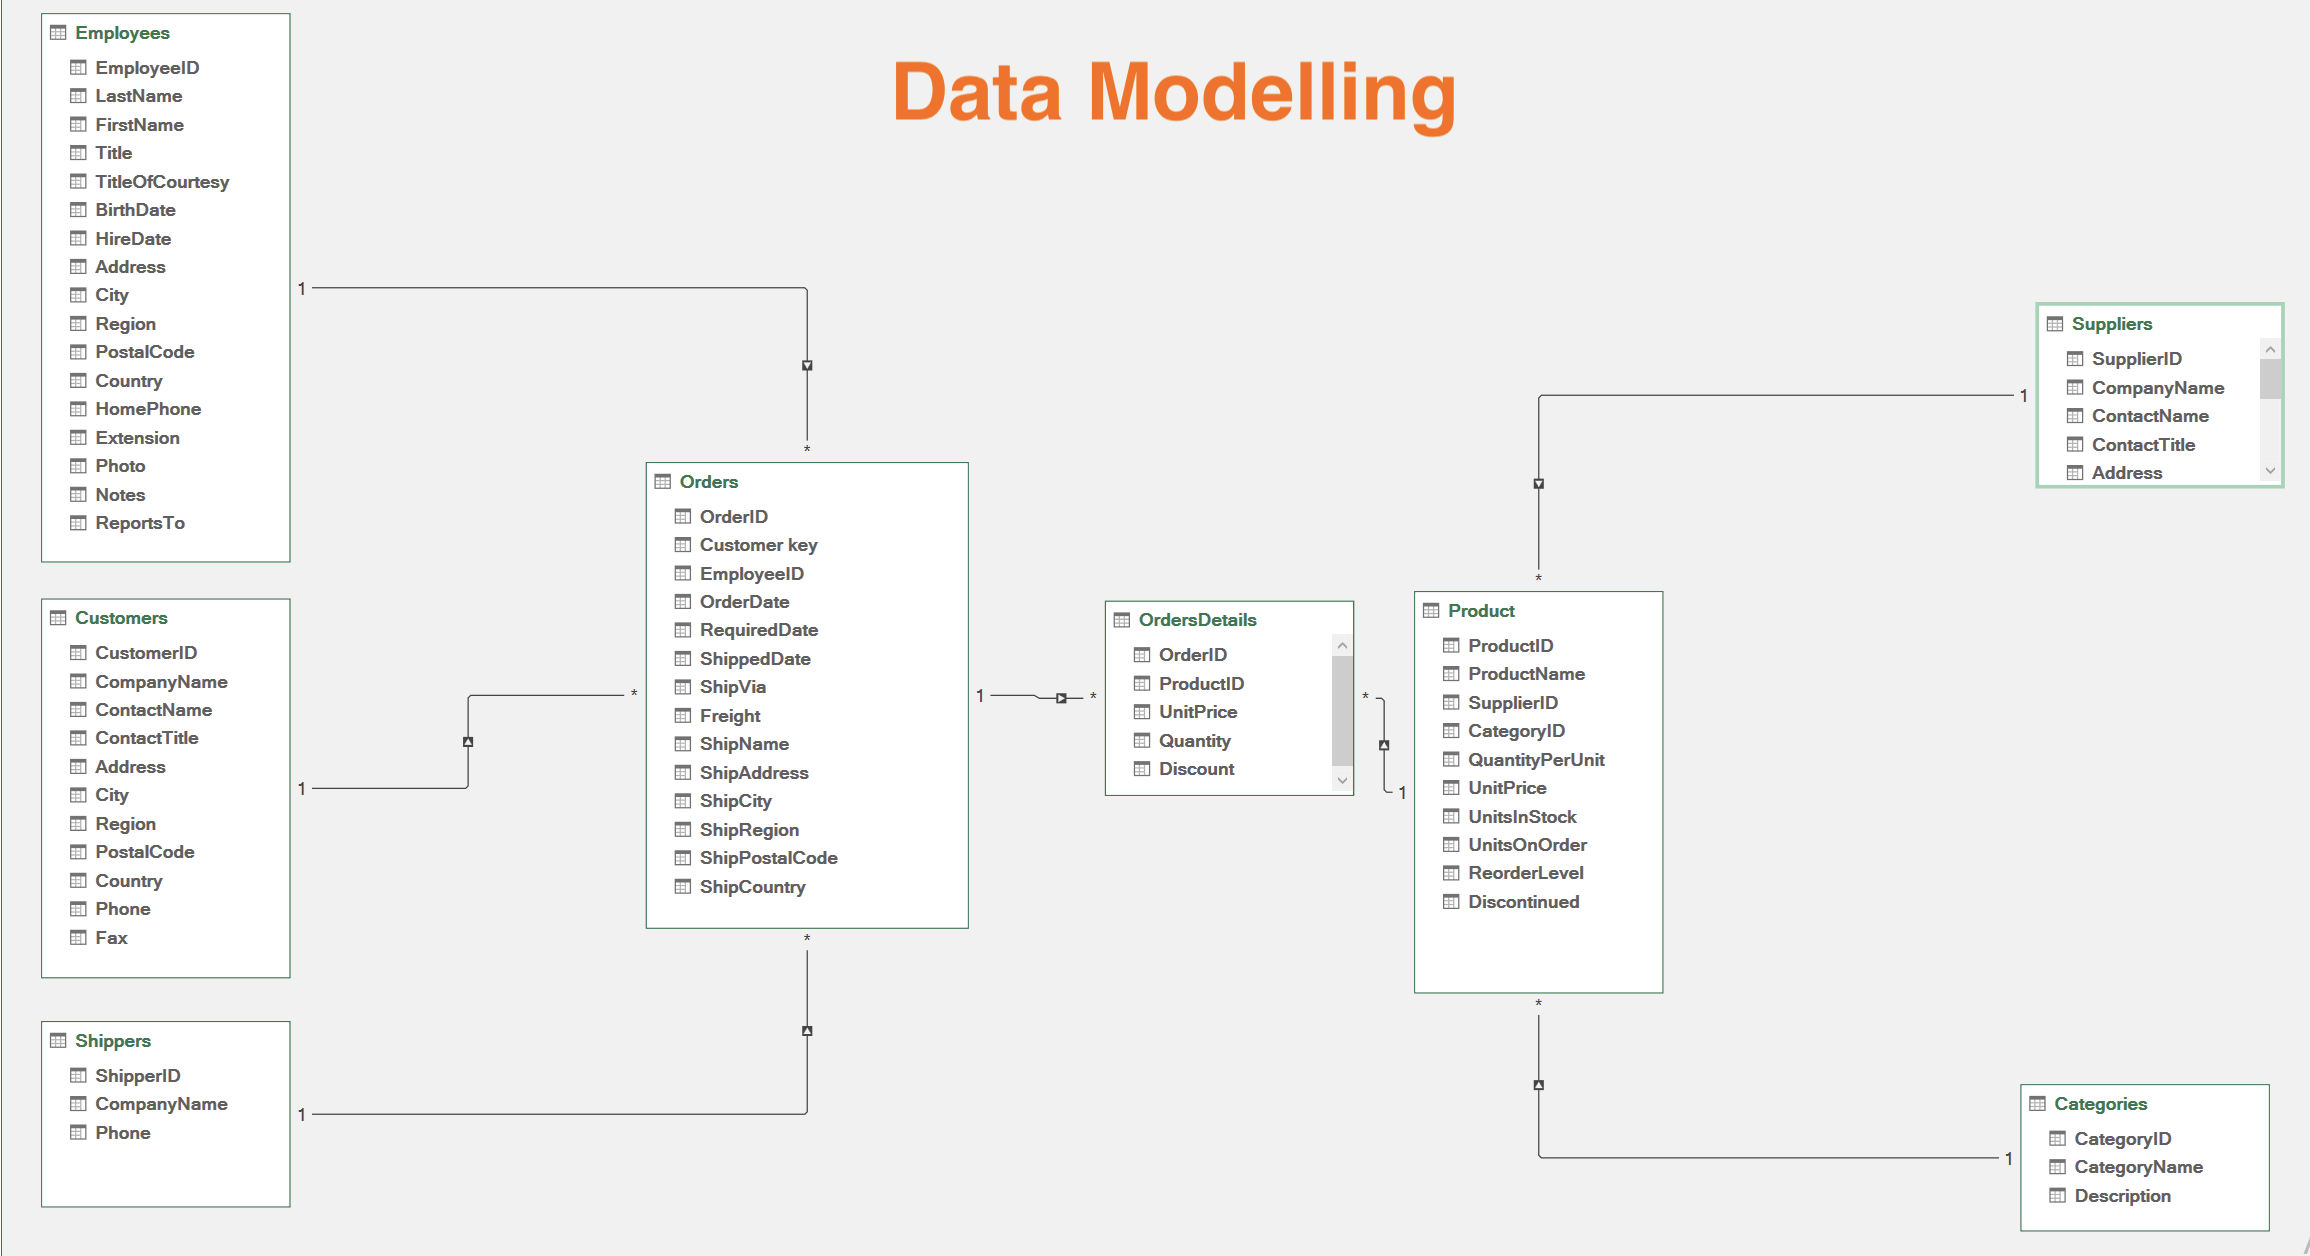 Data Modelling
Employees
EmployeeID
LastName
FirstName
Title
TitleOfCourtesy
BirthDate
HireDate
Address
City
Region
PostalCode
Country
HomePhone
Extension
Photo
Notes
ReportsTo
1
*
Customers
CustomerID
CompanyName
ContactName
ContactTitle
Address
City
Region
PostalCode
Country
Phone
Fax
1
*
Shippers
ShipperID
CompanyName
Phone
1
*
Orders
OrderID
Customer key
EmployeeID
OrderDate
RequiredDate
ShippedDate
ShipVia
Freight
ShipName
ShipAddress
ShipCity
ShipRegion
ShipPostalCode
ShipCountry
1
*
OrdersDetails
OrderID
ProductID
UnitPrice
Quantity
Discount
*
1
Product
ProductID
ProductName
SupplierID
CategoryID
QuantityPerUnit
UnitPrice
UnitsInStock
UnitsOnOrder
ReorderLevel
Discontinued
*
1
Suppliers
SupplierID
CompanyName
ContactName
ContactTitle
Address
*
1
Categories
CategoryID
CategoryName
Description